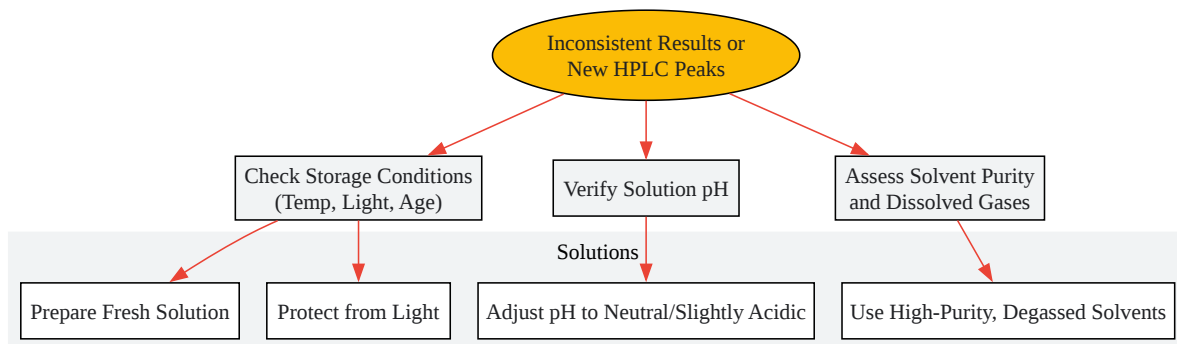 Inconsistent Results or
New HPLC Peaks
Check Storage Conditions
(Temp, Light, Age)
Verify Solution pH
Assess Solvent Purity
and Dissolved Gases
Solutions
Prepare Fresh Solution
Protect from Light
Adjust pH to Neutral/Slightly Acidic
Use High-Purity, Degassed Solvents